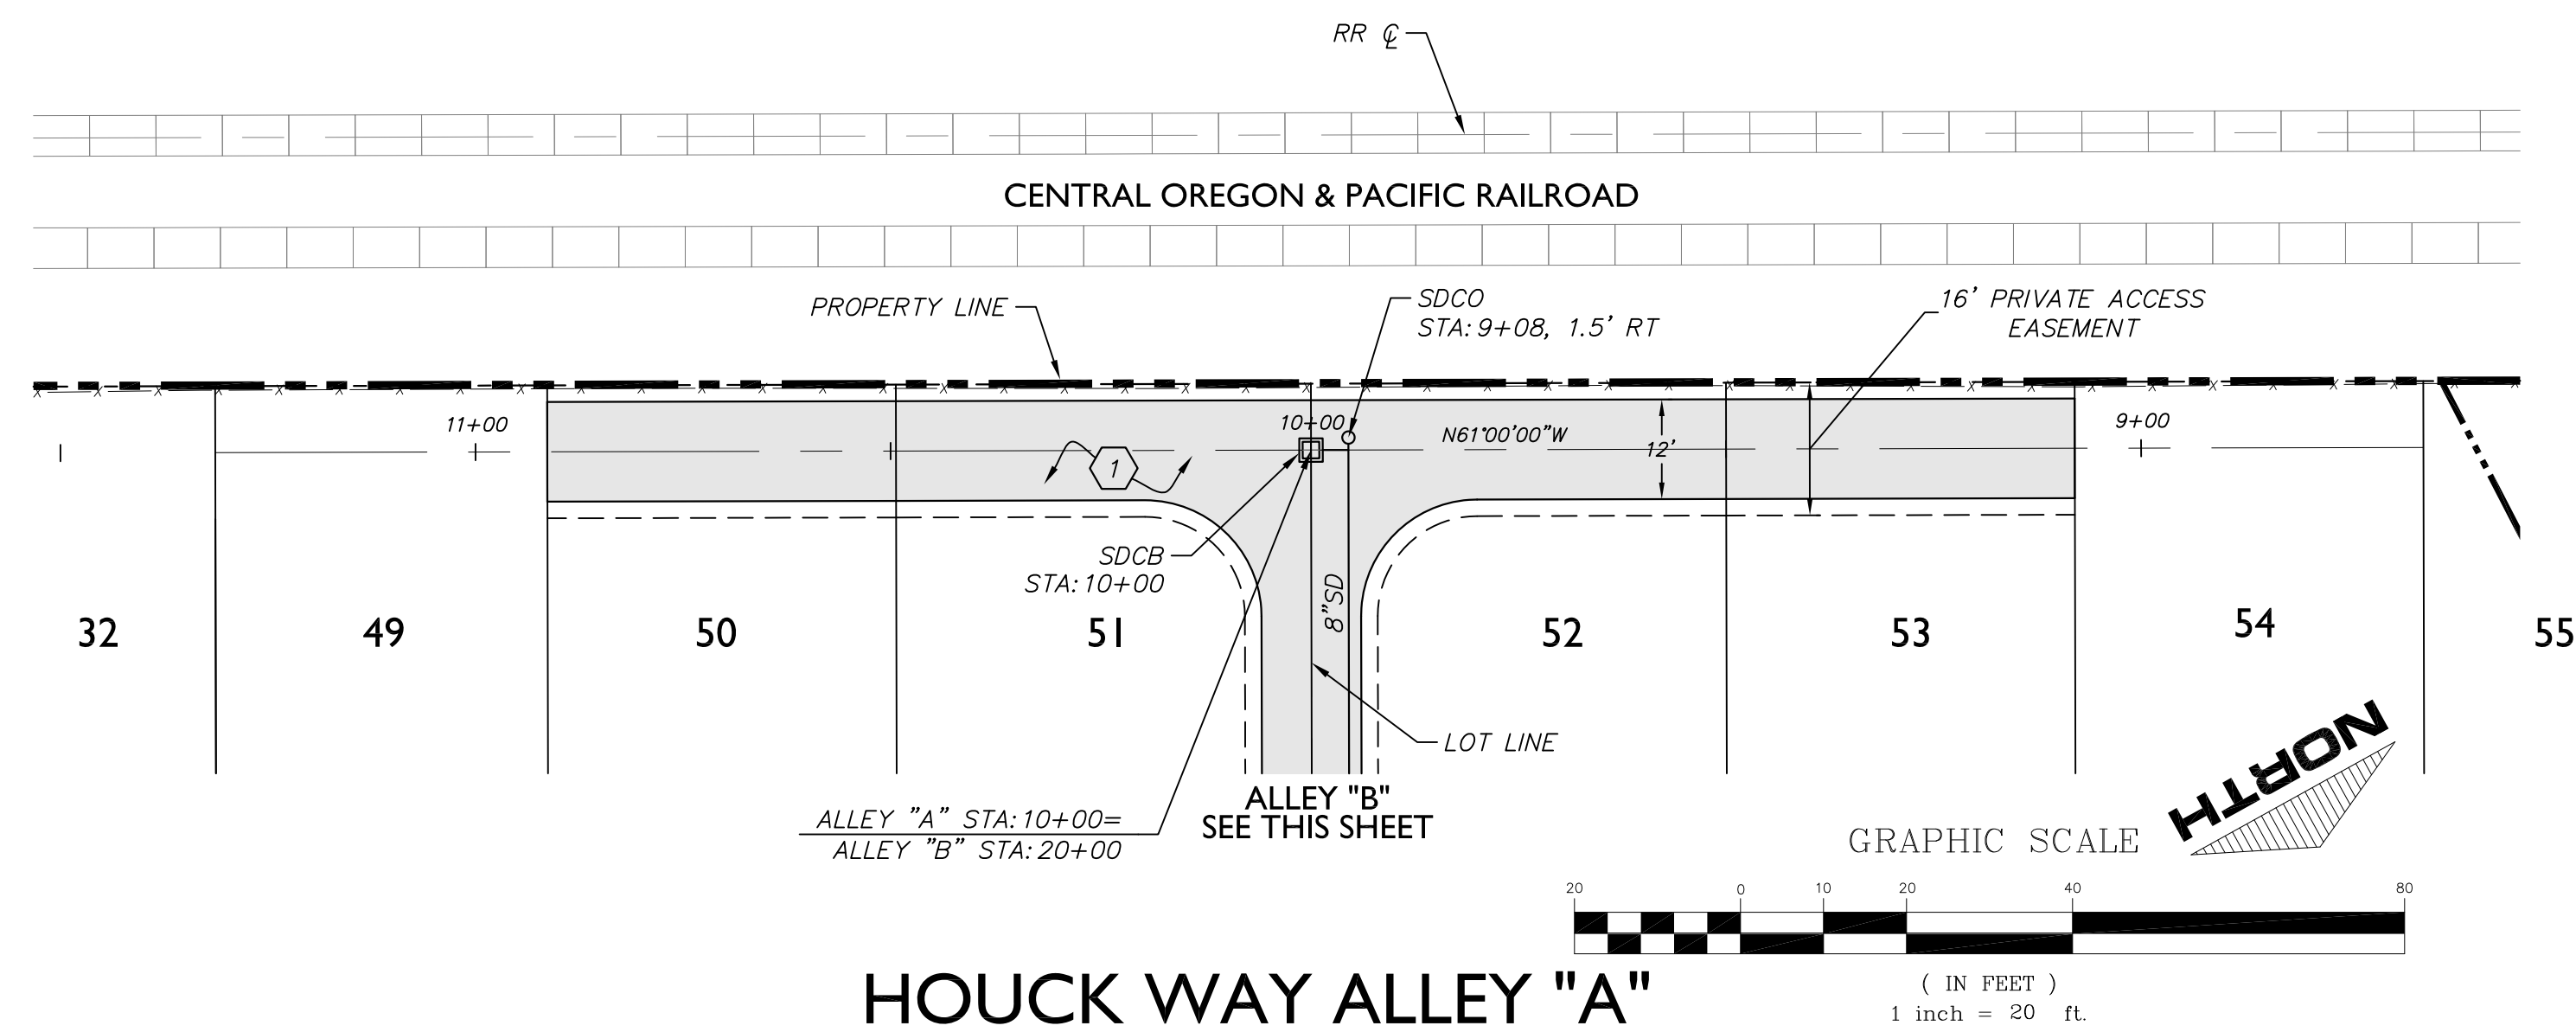 RR ℄
CENTRAL OREGON & PACIFIC RAILROAD
PROPERTY LINE
SDCO
STA: 9+08, 1.5' RT
16' PRIVATE ACCESS
EASEMENT
11+00
10+00
N61°00'00"W
12'
9+00
1
SDCB
STA: 10+00
8"SD
32
49
50
51
52
53
54
55
LOT LINE
ALLEY "A" STA: 10+00=
ALLEY "B" STA: 20+00
ALLEY "B"
SEE THIS SHEET
NORTH
GRAPHIC SCALE
20 0 10 20 40 80
( IN FEET )
1 inch = 20 ft.
HOUCK WAY ALLEY "A"